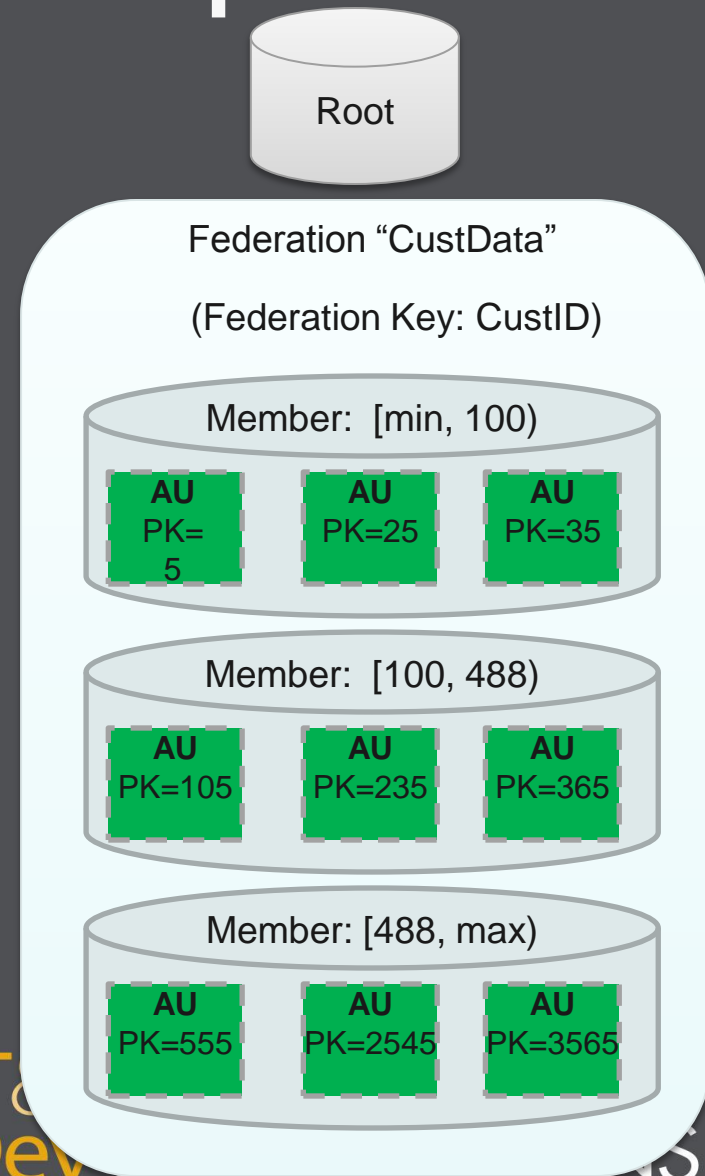 Root
Federation “CustData”
(Federation Key: CustID)
Member: [min, 100)
AU
PK=
5
AU
PK=25
AU
PK=35
Member: [100, 488)
AU
PK=105
AU
PK=235
AU
PK=365
Member: [488, max)
AU
PK=555
AU
PK=2545
AU
PK=3565